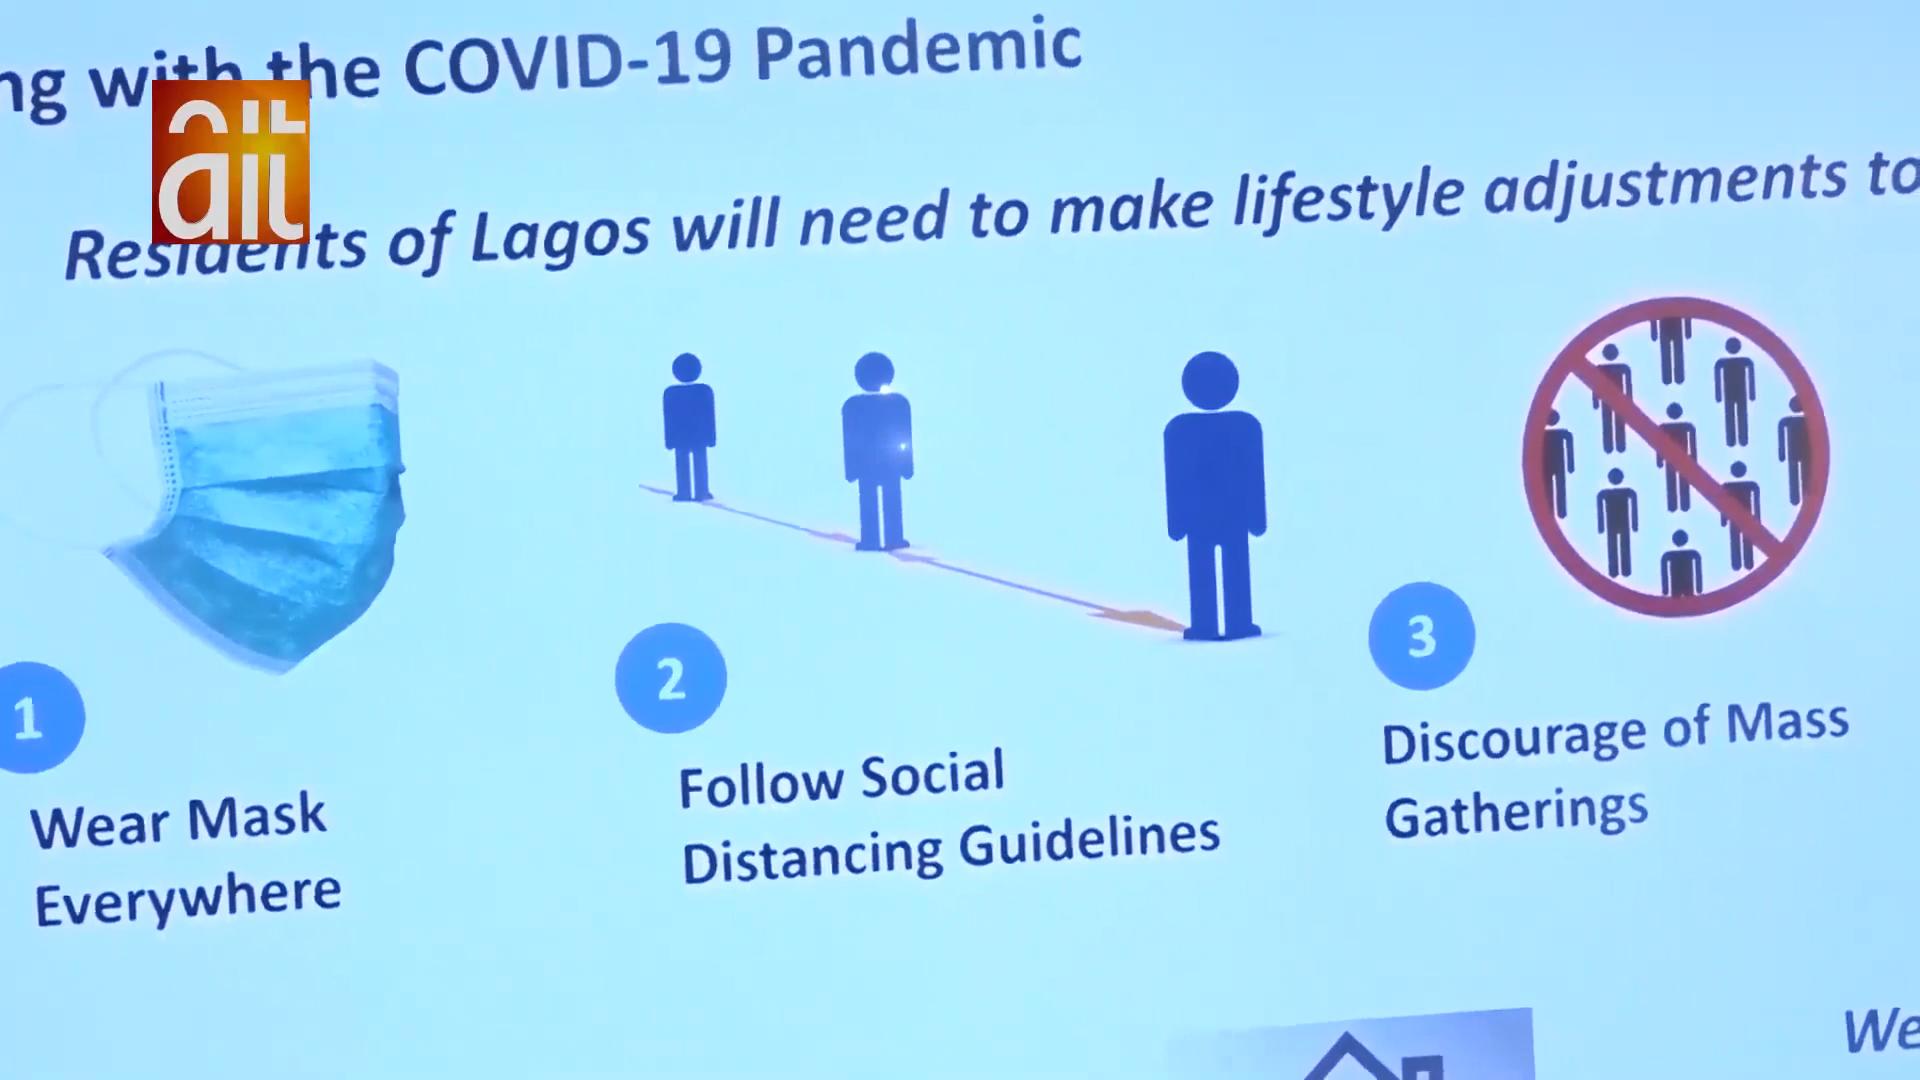 ng with the COVID-19 Pandemic
ait
Residents of Lagos will need to make lifestyle adjustments to
1
2
3
Wear Mask
Everywhere
Follow Social
Distancing Guidelines
Discourage of Mass
Gatherings
We